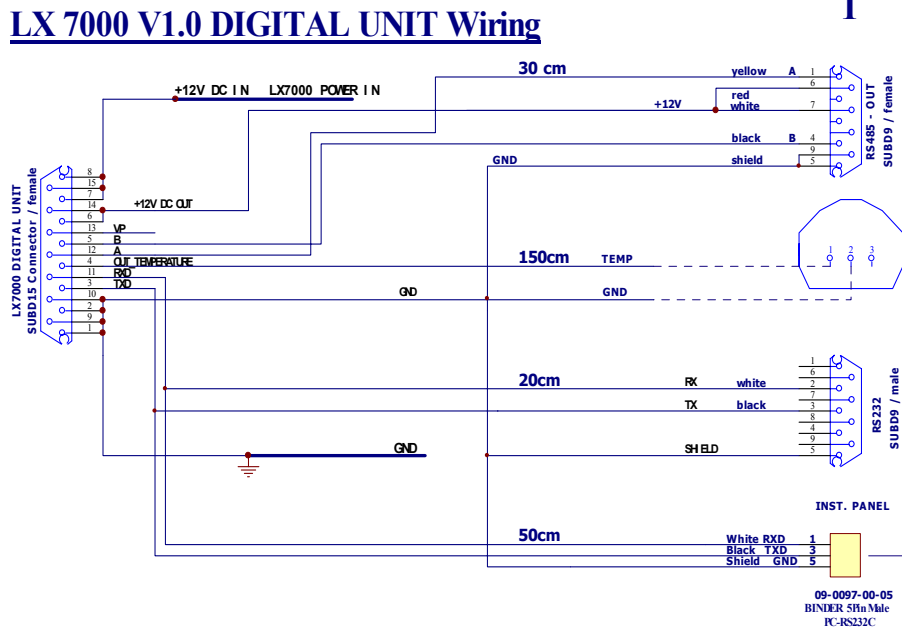 1
LX 7000 V1.0 DIGITAL UNIT Wiring
30 cm
yellow A 1
6
+12V DC IN LX7000 POWER IN
red
+12V white 7
black B 4
9
GND shield 5
RS485 - OUT
SUBD9 / female
LX7000 DIGITAL UNIT
SUBD15 Connector / female
8
15
7
14 +12V DC OUT
6
13 VP
5 B
12 A
4 OUT_TEMPERATURE
11 RXD
3 TXD
10
2
9
1
150cm TEMP
1 2 3
GND GND
20cm
1
6
RX white 2
7
TX black 3
8
4
9
SHIELD 5
RS232
SUBD9 / male
GND
INST. PANEL
50cm
White RXD 1
Black TXD 3
Shield GND 5
09-0097-00-05
BINDER 5Pin Male
PC-RS232C